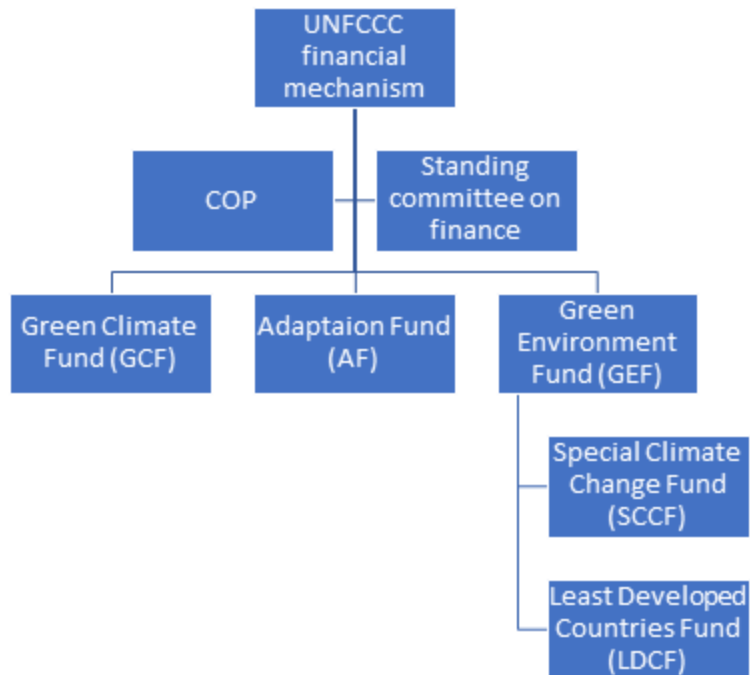 UNFCCC
financial
mechanism
COP
Standing
committee on
finance
Green Climate
Fund (GCF)
Adaptaion Fund
(AF)
Green
Environment
Fund (GEF)
Special Climate
Change Fund
(SCCF)
Least Developed
Countries Fund
(LDCF)